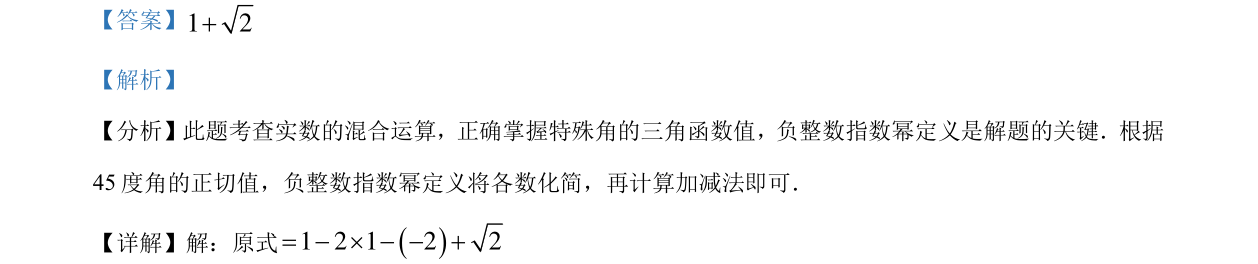 【答案】1+√2
【解析】
【分析】此题考查实数的混合运算，正确掌握特殊角的三角函数值，负整数指数幂定义是解题的关键．根据
45 度角的正切值，负整数指数幂定义将各数化简，再计算加减法即可．
【详解】解：原式=1−2×1−(−2)+√2